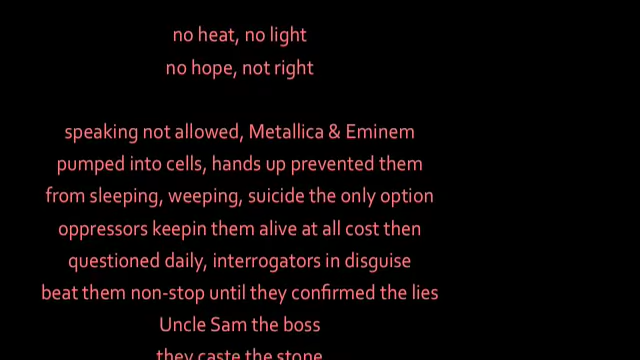 no heat, no light
no hope, not right
speaking not allowed, Metallica & Eminem
pumped into cells, hands up prevented them
from sleeping, weeping, suicide the only option
oppressors keepin them alive at all cost then
questioned daily, interrogators in disguise
beat them non-stop until they confirmed the lies
Uncle Sam the boss
they caste the stone